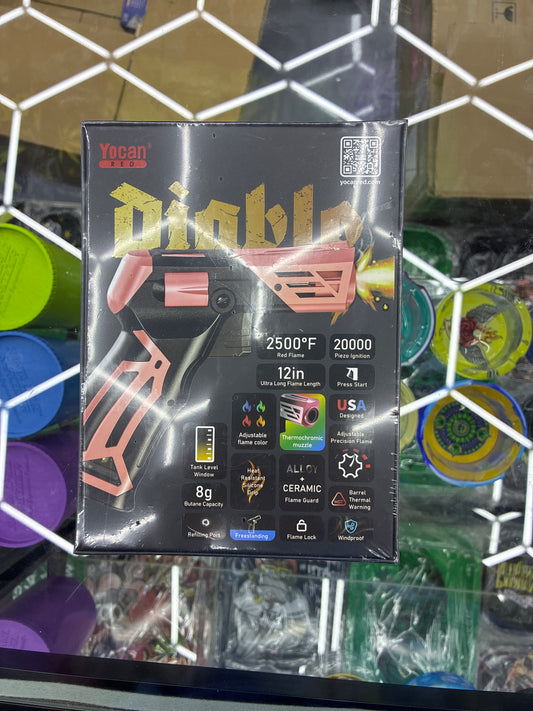 Yocan®
RED
yocanred.com
Diablo
2500°F
Red Flame
20000
Piezo Ignition
12in
Ultra Long Flame Length
Press Start
Adjustable
flame color
Thermochromic
muzzle
USA
Designed
Adjustable
Precision Flame
Tank Level
Window
Heat
Resistant
Silicone
Grip
ALLOY
+
CERAMIC
Flame Guard
8g
Butane Capacity
Barrel
Thermal
Warning
Refilling Port
Freestanding
Flame Lock
Windproof